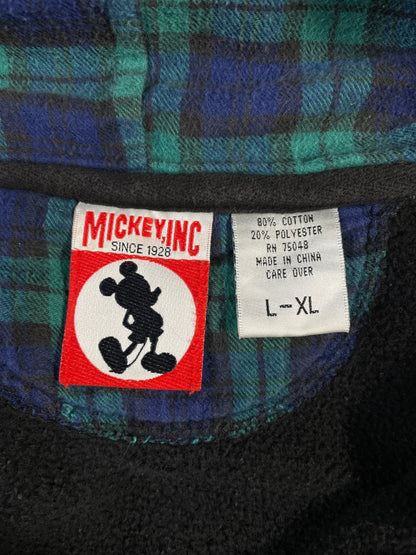 MICKEY,INC
SINCE 1928
80% COTTON
20% POLYESTER
RN 75048
MADE IN CHINA
CARE OVER
L--XL